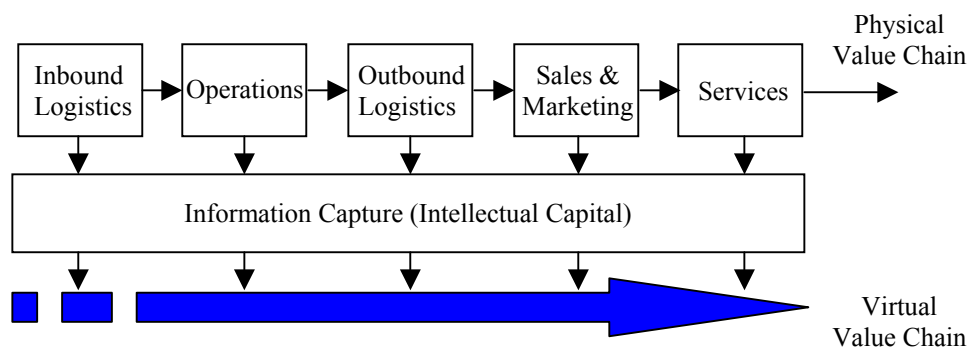 Physical
Value Chain
Inbound
Logistics
Operations
Outbound
Logistics
Sales &
Marketing
Services
Information Capture (Intellectual Capital)
Virtual
Value Chain